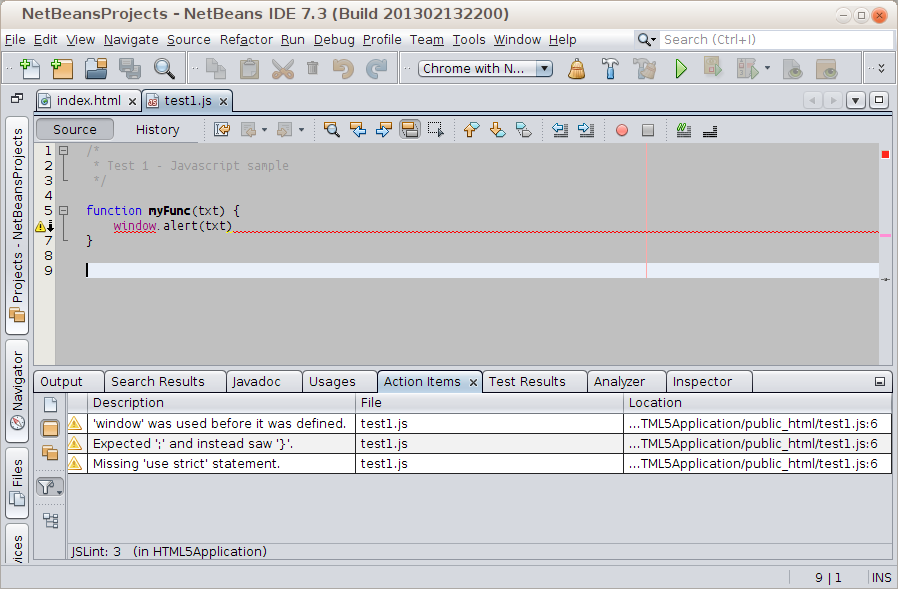 NetBeansProjects - NetBeans IDE 7.3 (Build 201302132200)
File Edit View Navigate Source Refactor Run Debug Profile Team Tools Window Help Search (Ctrl+I)
Chrome with N...
index.html test1.js
Source History
Projects - NetBeansProjects
Navigator
Files
vices
1 /*
2 * Test 1 - Javascript sample
3 */
4
5 function myFunc(txt) {
window.alert(txt)
7 }
8
9
Output Search Results Javadoc Usages Action Items Test Results Analyzer Inspector
Description File Location
'window' was used before it was defined. test1.js ...TML5Application/public_html/test1.js:6
Expected ';' and instead saw '}'. test1.js ...TML5Application/public_html/test1.js:6
Missing 'use strict' statement. test1.js ...TML5Application/public_html/test1.js:6
JSLint: 3 (in HTML5Application)
9 | 1 INS